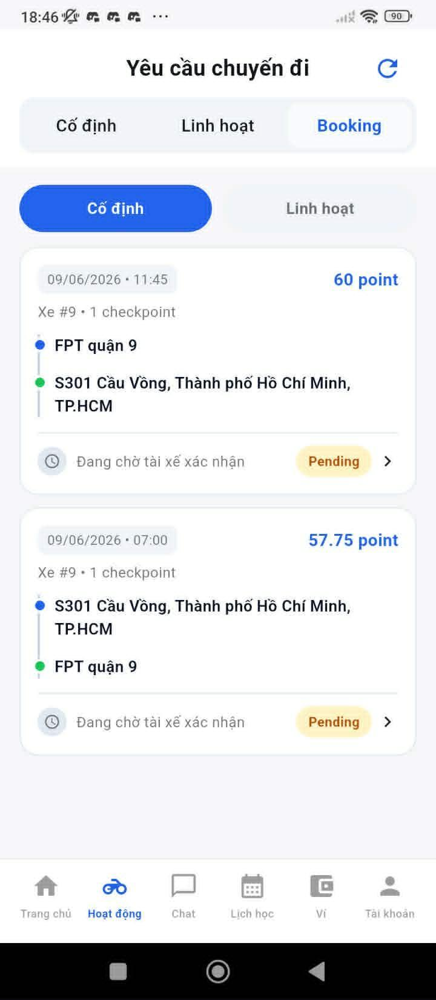 18:46
90
Yêu cầu chuyến đi
Cố định Linh hoạt Booking
Cố định Linh hoạt
09/06/2026 • 11:45 60 point
Xe #9 • 1 checkpoint
FPT quận 9
S301 Cầu Vồng, Thành phố Hồ Chí Minh,
TP.HCM
Đang chờ tài xế xác nhận Pending
09/06/2026 • 07:00 57.75 point
Xe #9 • 1 checkpoint
S301 Cầu Vồng, Thành phố Hồ Chí Minh,
TP.HCM
FPT quận 9
Đang chờ tài xế xác nhận Pending
Trang chủ Hoạt động Chat Lịch học Ví Tài khoản